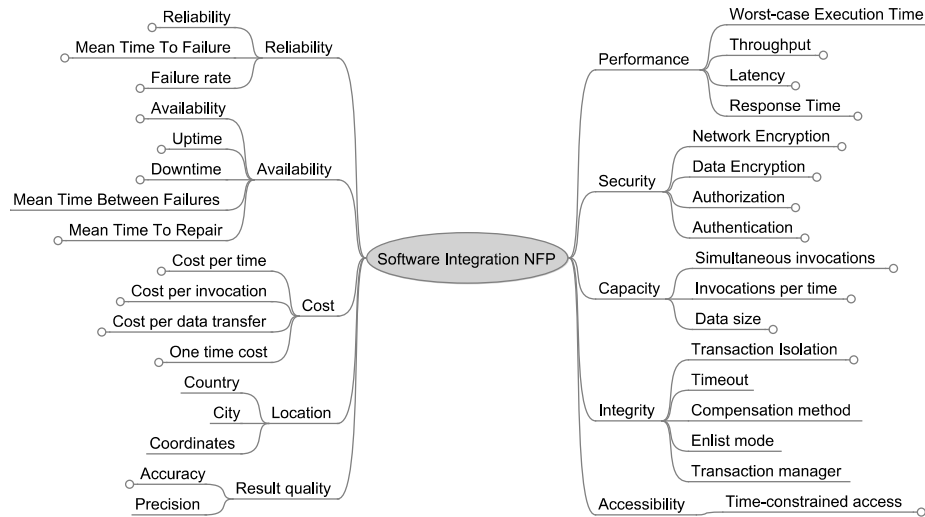 Reliability
Mean Time To Failure
Reliability
Failure rate
Availability
Uptime
Downtime
Availability
Mean Time Between Failures
Mean Time To Repair
Cost per time
Cost per invocation
Cost
Cost per data transfer
One time cost
Country
City
Location
Coordinates
Accuracy
Result quality
Precision
Software Integration NFP
Worst-case Execution Time
Throughput
Performance
Latency
Response Time
Network Encryption
Data Encryption
Security
Authorization
Authentication
Simultaneous invocations
Capacity
Invocations per time
Data size
Transaction Isolation
Timeout
Integrity
Compensation method
Enlist mode
Transaction manager
Accessibility
Time-constrained access